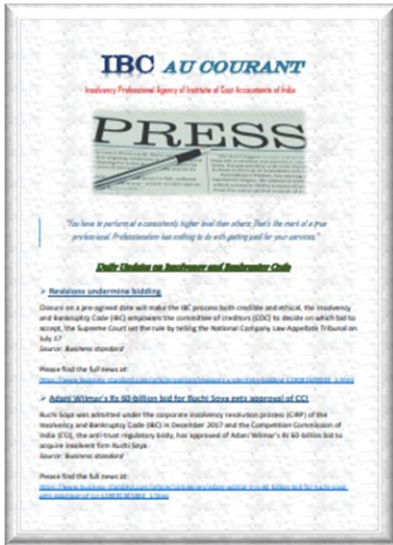 IBC AU COURANT
Insolvency Professional Agency of Institute of Cost Accountants of India
PRESS
"You have to perform at a consistently higher level than others. That's the mark of a true
professional. Professionalism has nothing to do with getting paid for your services."
Daily Updates on Insolvency and Bankruptcy Code
➢ Revisions undermine bidding
Closure on a pre-agreed date will make the IBC process both credible and ethical, the Insolvency
and Bankruptcy Code (IBC) empowers the committee of creditors (COC) to decide on which bid to
accept, the Supreme Court set the rule by telling the National Company Law Appellate Tribunal on
July 17
Source: Business standard
Please find the full news at:
➢ Adani Wilmar's Rs 60-billion bid for Ruchi Soya gets approval of CCI
Ruchi Soya was admitted under the corporate insolvency resolution process (CIRP) of the
Insolvency and Bankruptcy Code (IBC) in December 2017 and the Competition Commission of
India (CCI), the anti-trust regulatory body, has approved of Adani Wilmar's Rs 60-billion bid to
acquire insolvent firm Ruchi Soya.
Source: Business standard
Please find the full news at: